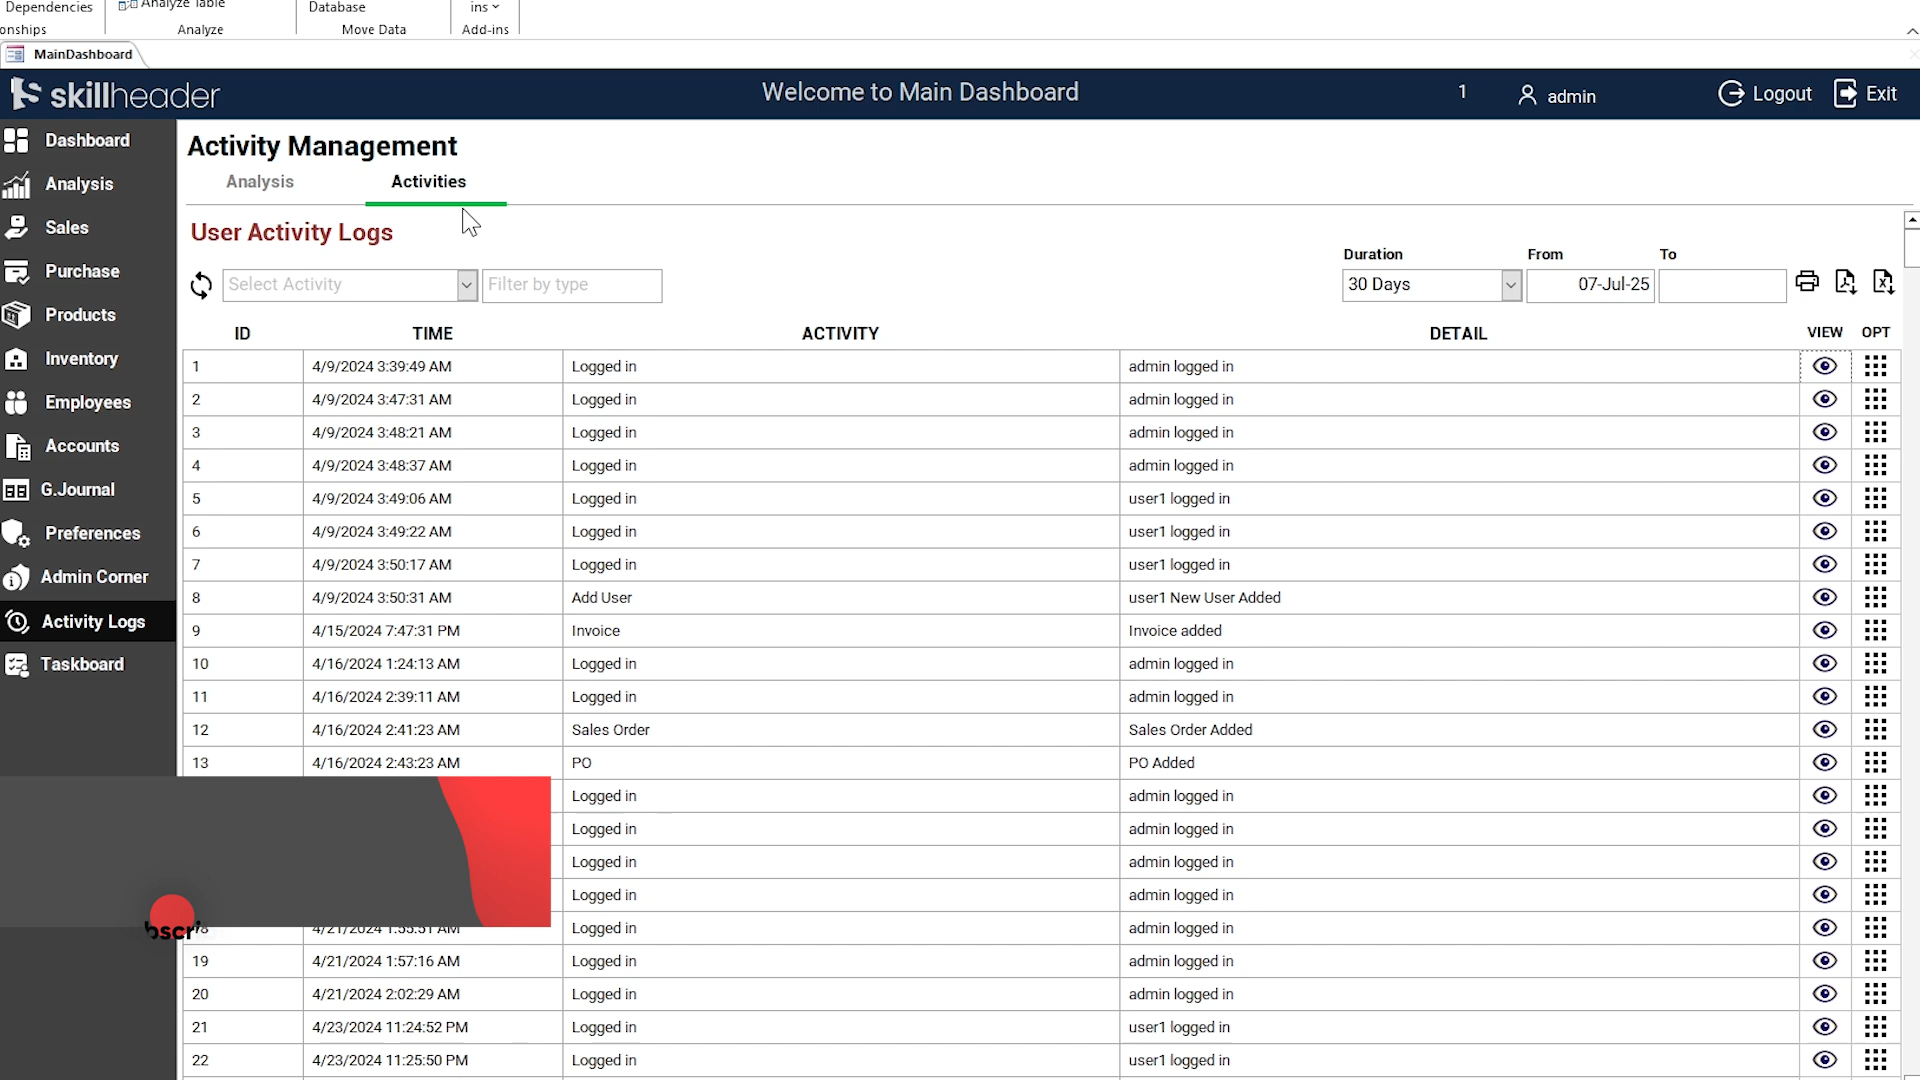 Dependencies Analyze Table Database ins
onships Analyze Move Data Add-ins
MainDashboard
skillheader Welcome to Main Dashboard 1 admin Logout Exit
Dashboard
Analysis
Sales
Purchase
Products
Inventory
Employees
Accounts
G.Journal
Preferences
Admin Corner
Activity Logs
Taskboard
Activity Management
Analysis Activities
User Activity Logs
Duration From To
Select Activity Filter by type 30 Days 07-Jul-25
ID TIME ACTIVITY DETAIL VIEW OPT
1 4/9/2024 3:39:49 AM Logged in admin logged in
2 4/9/2024 3:47:31 AM Logged in admin logged in
3 4/9/2024 3:48:21 AM Logged in admin logged in
4 4/9/2024 3:48:37 AM Logged in admin logged in
5 4/9/2024 3:49:06 AM Logged in user1 logged in
6 4/9/2024 3:49:22 AM Logged in user1 logged in
7 4/9/2024 3:50:17 AM Logged in user1 logged in
8 4/9/2024 3:50:31 AM Add User user1 New User Added
9 4/15/2024 7:47:31 PM Invoice Invoice added
10 4/16/2024 1:24:13 AM Logged in admin logged in
11 4/16/2024 2:39:11 AM Logged in admin logged in
12 4/16/2024 2:41:23 AM Sales Order Sales Order Added
13 4/16/2024 2:43:23 AM PO PO Added
Logged in admin logged in
Logged in admin logged in
Logged in admin logged in
Logged in admin logged in
Logged in admin logged in
19 4/21/2024 1:57:16 AM Logged in admin logged in
20 4/21/2024 2:02:29 AM Logged in admin logged in
21 4/23/2024 11:24:52 PM Logged in user1 logged in
22 4/23/2024 11:25:50 PM Logged in user1 logged in